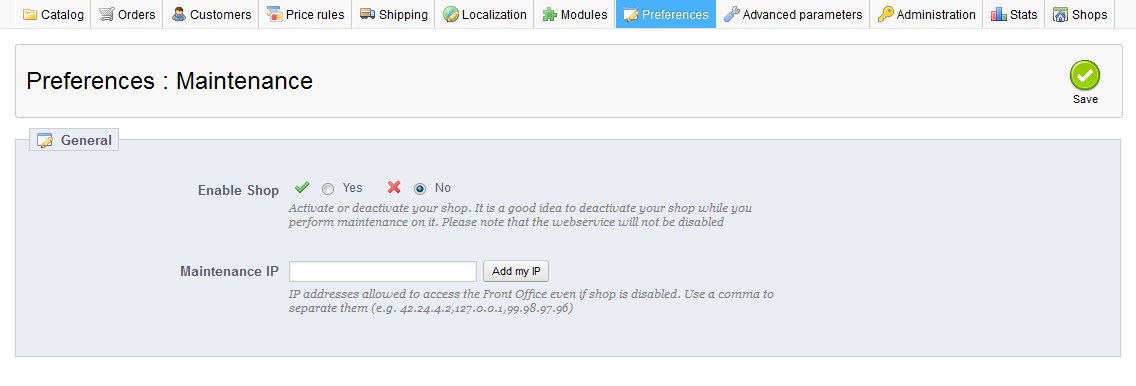 Catalog Orders Customers Price rules Shipping Localization Modules Preferences Advanced parameters Administration Stats Shops
Preferences : Maintenance
Save
General
Enable Shop Yes No
Activate or deactivate your shop. It is a good idea to deactivate your shop while you
perform maintenance on it. Please note that the webservice will not be disabled
Maintenance IP Add my IP
IP addresses allowed to access the Front Office even if shop is disabled. Use a comma to
separate them (e.g. 42.24.4.2,127.0.0.1,99.98.97.96)